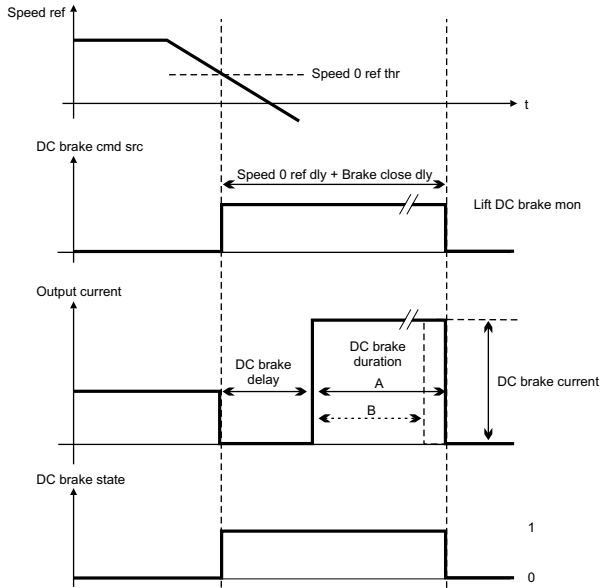 Speed ref
Speed 0 ref thr
t
DC brake cmd src
Speed 0 ref dly + Brake close dly
Lift DC brake mon
Output current
DC brake
delay
DC brake
duration
A
B
DC brake current
DC brake state
1
0